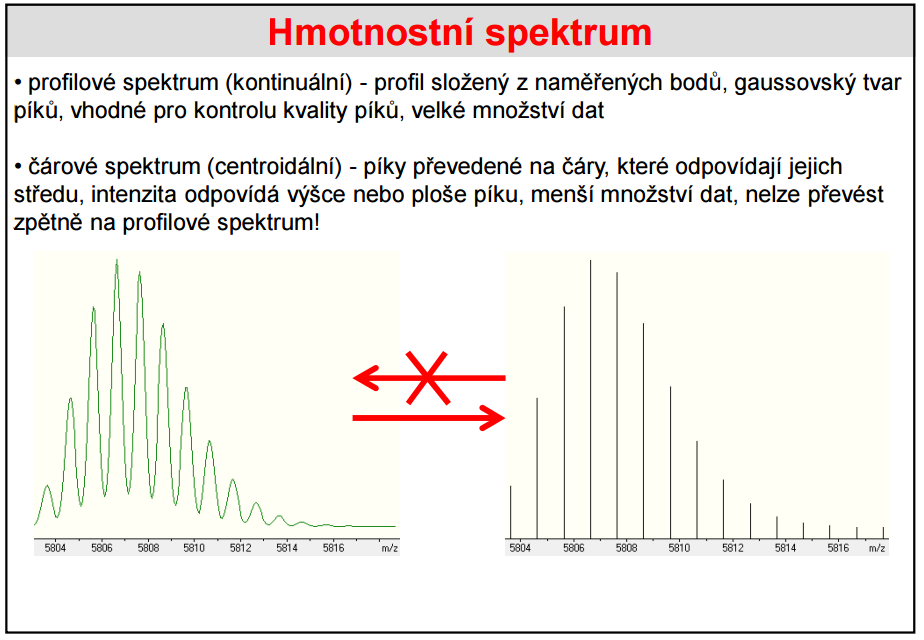 Hmotnostní spektrum
• profilové spektrum (kontinuální) - profil složený z naměřených bodů, gaussovský tvar
píků, vhodné pro kontrolu kvality píků, velké množství dat
• čárové spektrum (centroidální) - píky převedené na čáry, které odpovídají jejich
středu, intenzita odpovídá výšce nebo ploše píku, menší množství dat, nelze převést
zpětně na profilové spektrum!
5804 5806 5808 5810 5812 5814 5816 m/z
5804 5806 5808 5810 5812 5814 5816 m/z